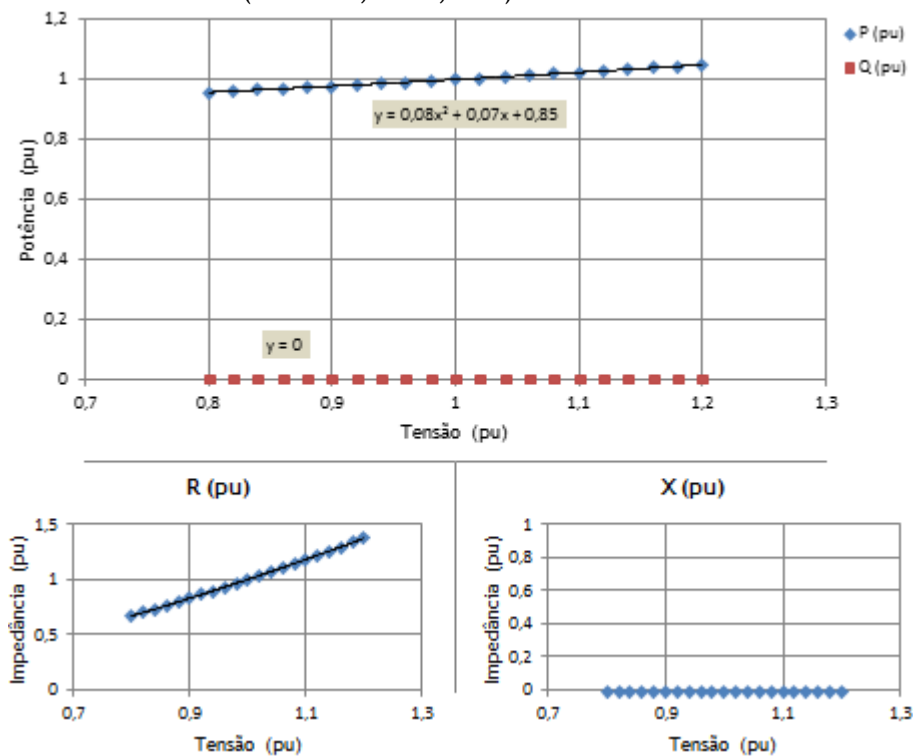 1,2
P (pu)
Q (pu)
1
y = 0,08x² + 0,07x + 0,85
0,8
0,6
0,4
0,2
y = 0
0
Potência (pu)
0,7 0,8 0,9 1 1,1 1,2 1,3
Tensão (pu)
R (pu)
1,5
1
0,5
0
Impedância (pu)
0,7 0,9 1,1 1,3
Tensão (pu)
X (pu)
1
0,8
0,6
0,4
0,2
0
Impedância (pu)
0,7 0,9 1,1 1,3
Tensão (pu)